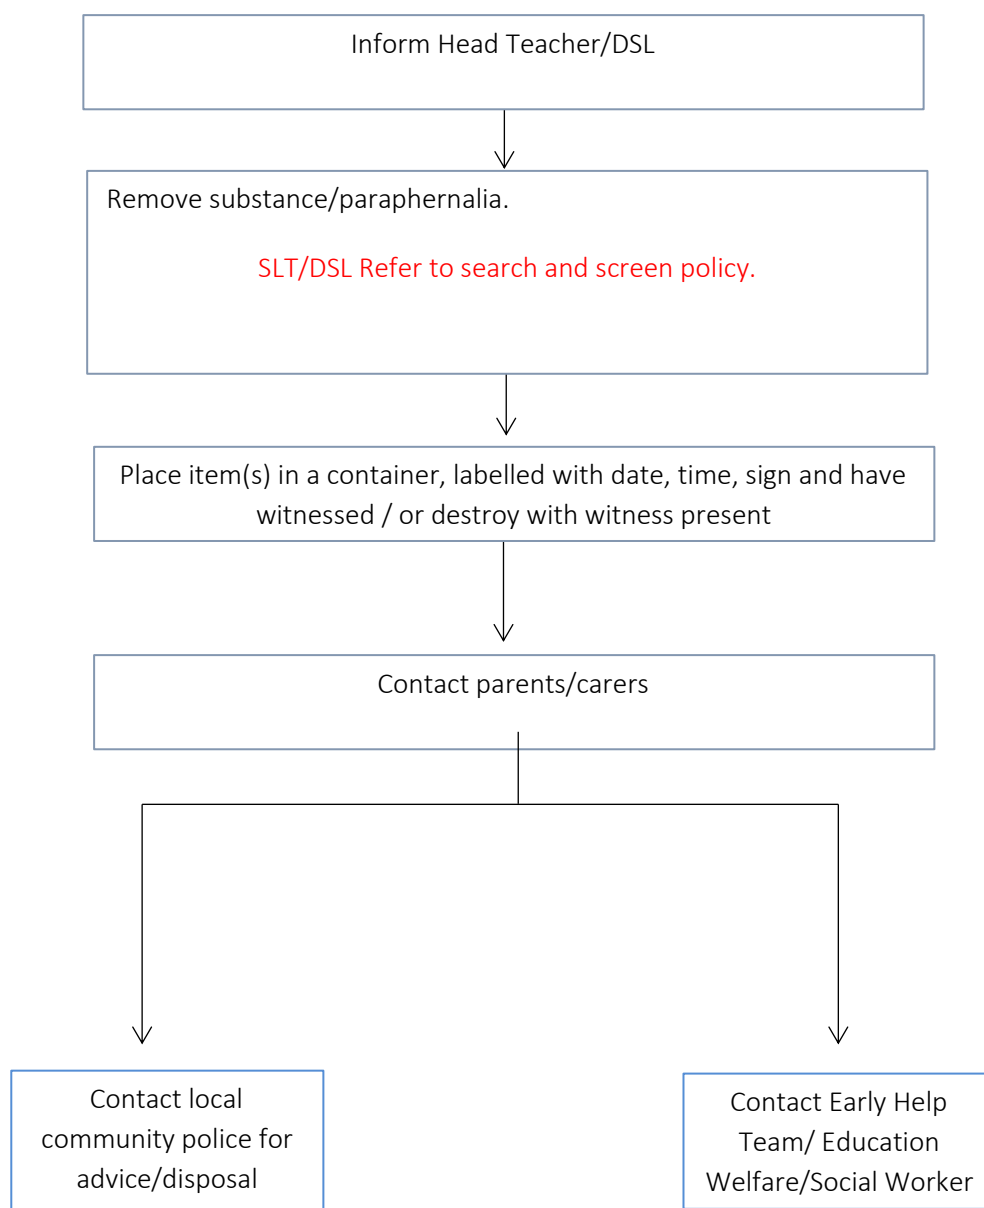 Inform Head Teacher/DSL
Remove substance/paraphernalia.
SLT/DSL Refer to search and screen policy.
Place item(s) in a container, labelled with date, time, sign and have
witnessed / or destroy with witness present
Contact parents/carers
Contact local
community police for
advice/disposal
Contact Early Help
Team/ Education
Welfare/Social Worker